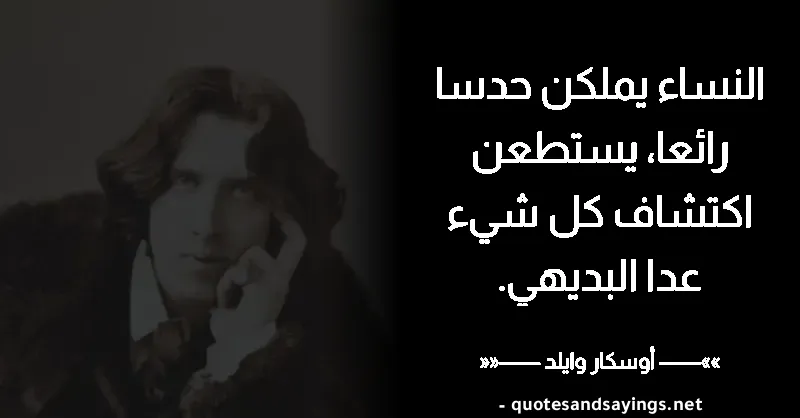 النساء يملكن حدسا
رائعا، يستطعن
اكتشاف كل شيء
عدا البديهي.
»»—— أوسكار وايلد ——««
- quotesandsayings.net